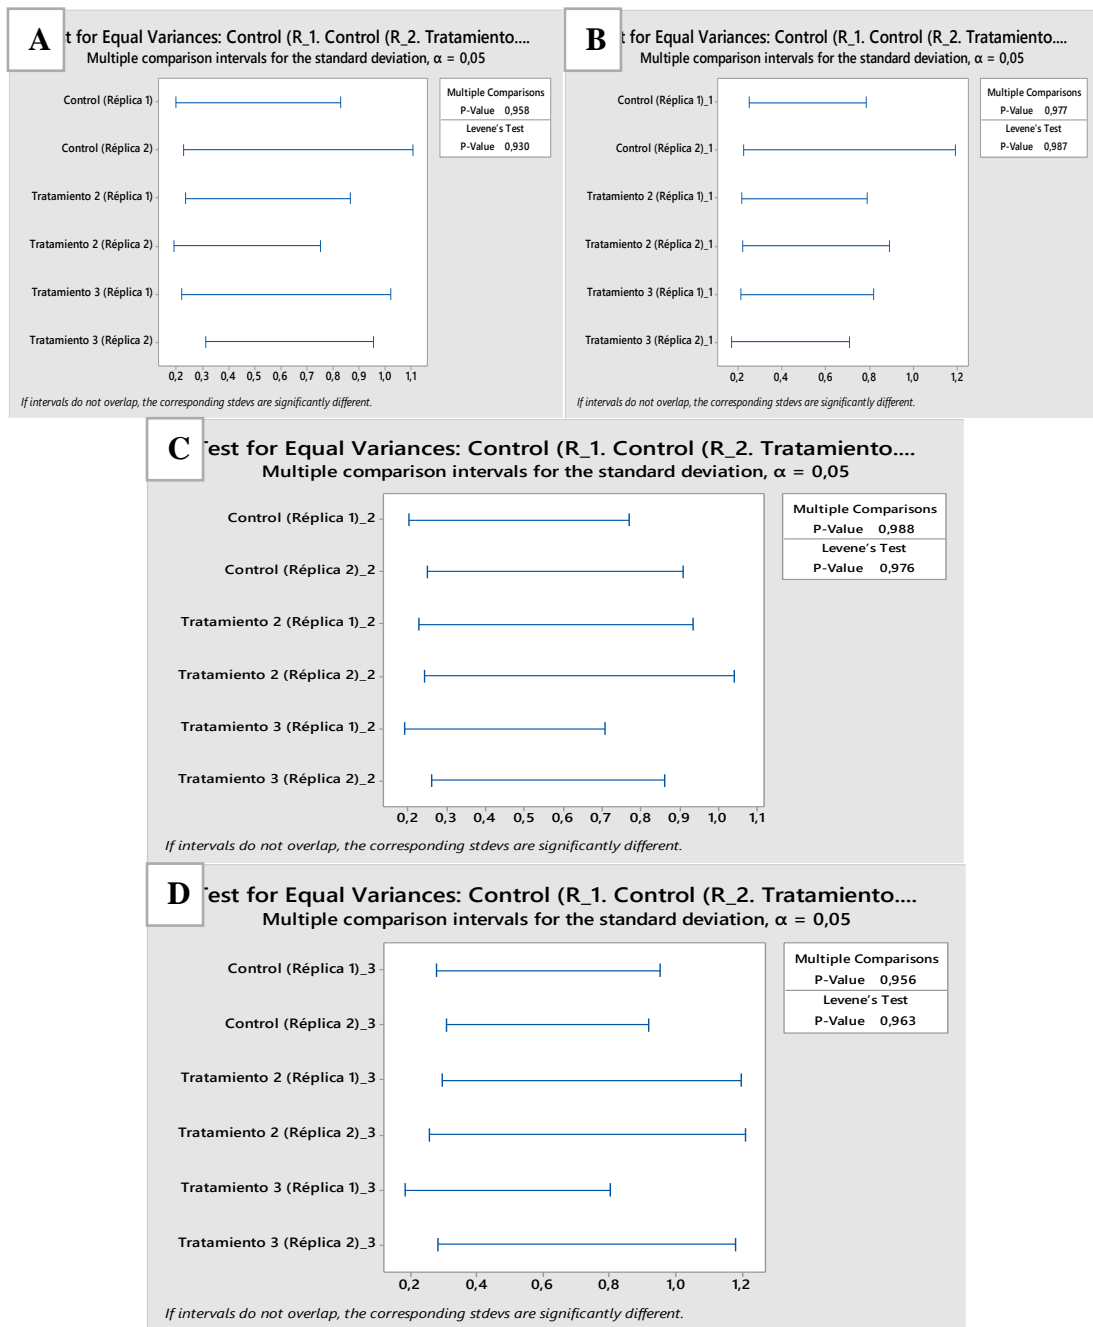 A
t for Equal Variances: Control (R_1. Control (R_2. Tratamiento....
Multiple comparison intervals for the standard deviation, α = 0,05
Control (Réplica 1)
Control (Réplica 2)
Tratamiento 2 (Réplica 1)
Tratamiento 2 (Réplica 2)
Tratamiento 3 (Réplica 1)
Tratamiento 3 (Réplica 2)
0,2 0,3 0,4 0,5 0,6 0,7 0,8 0,9 1,0 1,1
Multiple Comparisons
P-Value 0,958
Levene's Test
P-Value 0,930
If intervals do not overlap, the corresponding stdevs are significantly different.
B
t for Equal Variances: Control (R_1. Control (R_2. Tratamiento....
Multiple comparison intervals for the standard deviation, α = 0,05
Control (Réplica 1)_1
Control (Réplica 2)_1
Tratamiento 2 (Réplica 1)_1
Tratamiento 2 (Réplica 2)_1
Tratamiento 3 (Réplica 1)_1
Tratamiento 3 (Réplica 2)_1
0,2 0,4 0,6 0,8 1,0 1,2
Multiple Comparisons
P-Value 0,977
Levene's Test
P-Value 0,987
If intervals do not overlap, the corresponding stdevs are significantly different.
C
Test for Equal Variances: Control (R_1. Control (R_2. Tratamiento....
Multiple comparison intervals for the standard deviation, α = 0,05
Control (Réplica 1)_2
Control (Réplica 2)_2
Tratamiento 2 (Réplica 1)_2
Tratamiento 2 (Réplica 2)_2
Tratamiento 3 (Réplica 1)_2
Tratamiento 3 (Réplica 2)_2
0,2 0,3 0,4 0,5 0,6 0,7 0,8 0,9 1,0 1,1
Multiple Comparisons
P-Value 0,988
Levene's Test
P-Value 0,976
If intervals do not overlap, the corresponding stdevs are significantly different.
D
Test for Equal Variances: Control (R_1. Control (R_2. Tratamiento....
Multiple comparison intervals for the standard deviation, α = 0,05
Control (Réplica 1)_3
Control (Réplica 2)_3
Tratamiento 2 (Réplica 1)_3
Tratamiento 2 (Réplica 2)_3
Tratamiento 3 (Réplica 1)_3
Tratamiento 3 (Réplica 2)_3
0,2 0,4 0,6 0,8 1,0 1,2
Multiple Comparisons
P-Value 0,956
Levene's Test
P-Value 0,963
If intervals do not overlap, the corresponding stdevs are significantly different.